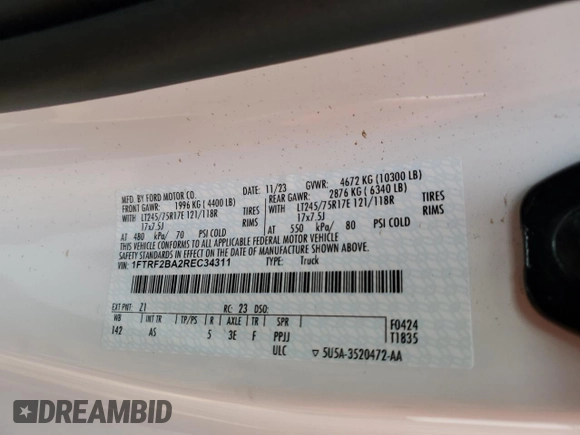 MFD. BY FORD MOTOR CO. DATE: 11/23 GVWR: 4672 KG (10300 LB)
FRONT GAWR: 1996 KG (4400 LB) REAR GAWR: 2876 KG (6340 LB)
WITH LT245/75R17E 121/118R TIRES WITH LT245/75R17E 121/118R TIRES
17x7.5J RIMS 17x7.5J RIMS
AT 480 kPa/ 70 PSI COLD AT 550 kPa/ 80 PSI COLD
THIS VEHICLE CONFORMS TO ALL APPLICABLE FEDERAL MOTOR VEHICLE
SAFETY STANDARDS IN EFFECT ON THE DATE OF MANUFACTURE SHOWN ABOVE.
VIN: 1FTRF2BA2REC34311 TYPE: Truck
EXT PNT: Z1 RC: 23 DSO:
WB INT TR TP/PS R AXLE TR SPR F0424
142 AS 5 3E F PPJJ T1835
ULC ▽ 5U5A-3520472-AA
DREAMBID